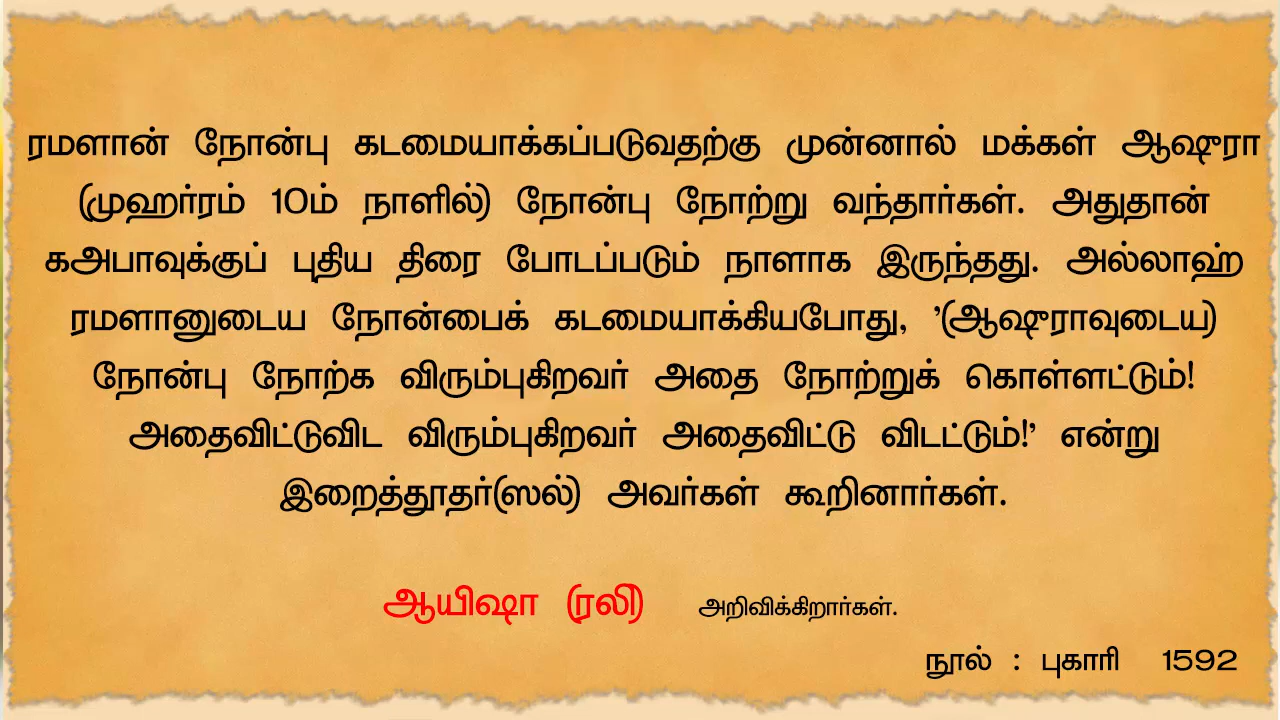 ரமளான் நோன்பு கடமையாக்கப்படுவதற்கு முன்னால் மக்கள் ஆஷுரா
(முஹர்ரம் 10ம் நாளில்) நோன்பு நோற்று வந்தார்கள். அதுதான்
கஅபாவுக்குப் புதிய திரை போடப்படும் நாளாக இருந்தது. அல்லாஹ்
ரமளானுடைய நோன்பைக் கடமையாக்கியபோது, '(ஆஷுராவுடைய)
நோன்பு நோற்க விரும்புகிறவர் அதை நோற்றுக் கொள்ளட்டும்!
அதைவிட்டுவிட விரும்புகிறவர் அதைவிட்டு விடட்டும்!' என்று
இறைத்தூதர்(ஸல்) அவர்கள் கூறினார்கள்.
ஆயிஷா (ரலி) அறிவிக்கிறார்கள்.
நூல் : புகாரி 1592